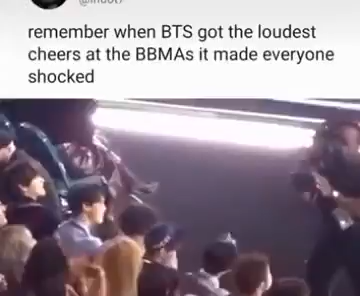 remember when BTS got the loudest
cheers at the BBMAs it made everyone
shocked